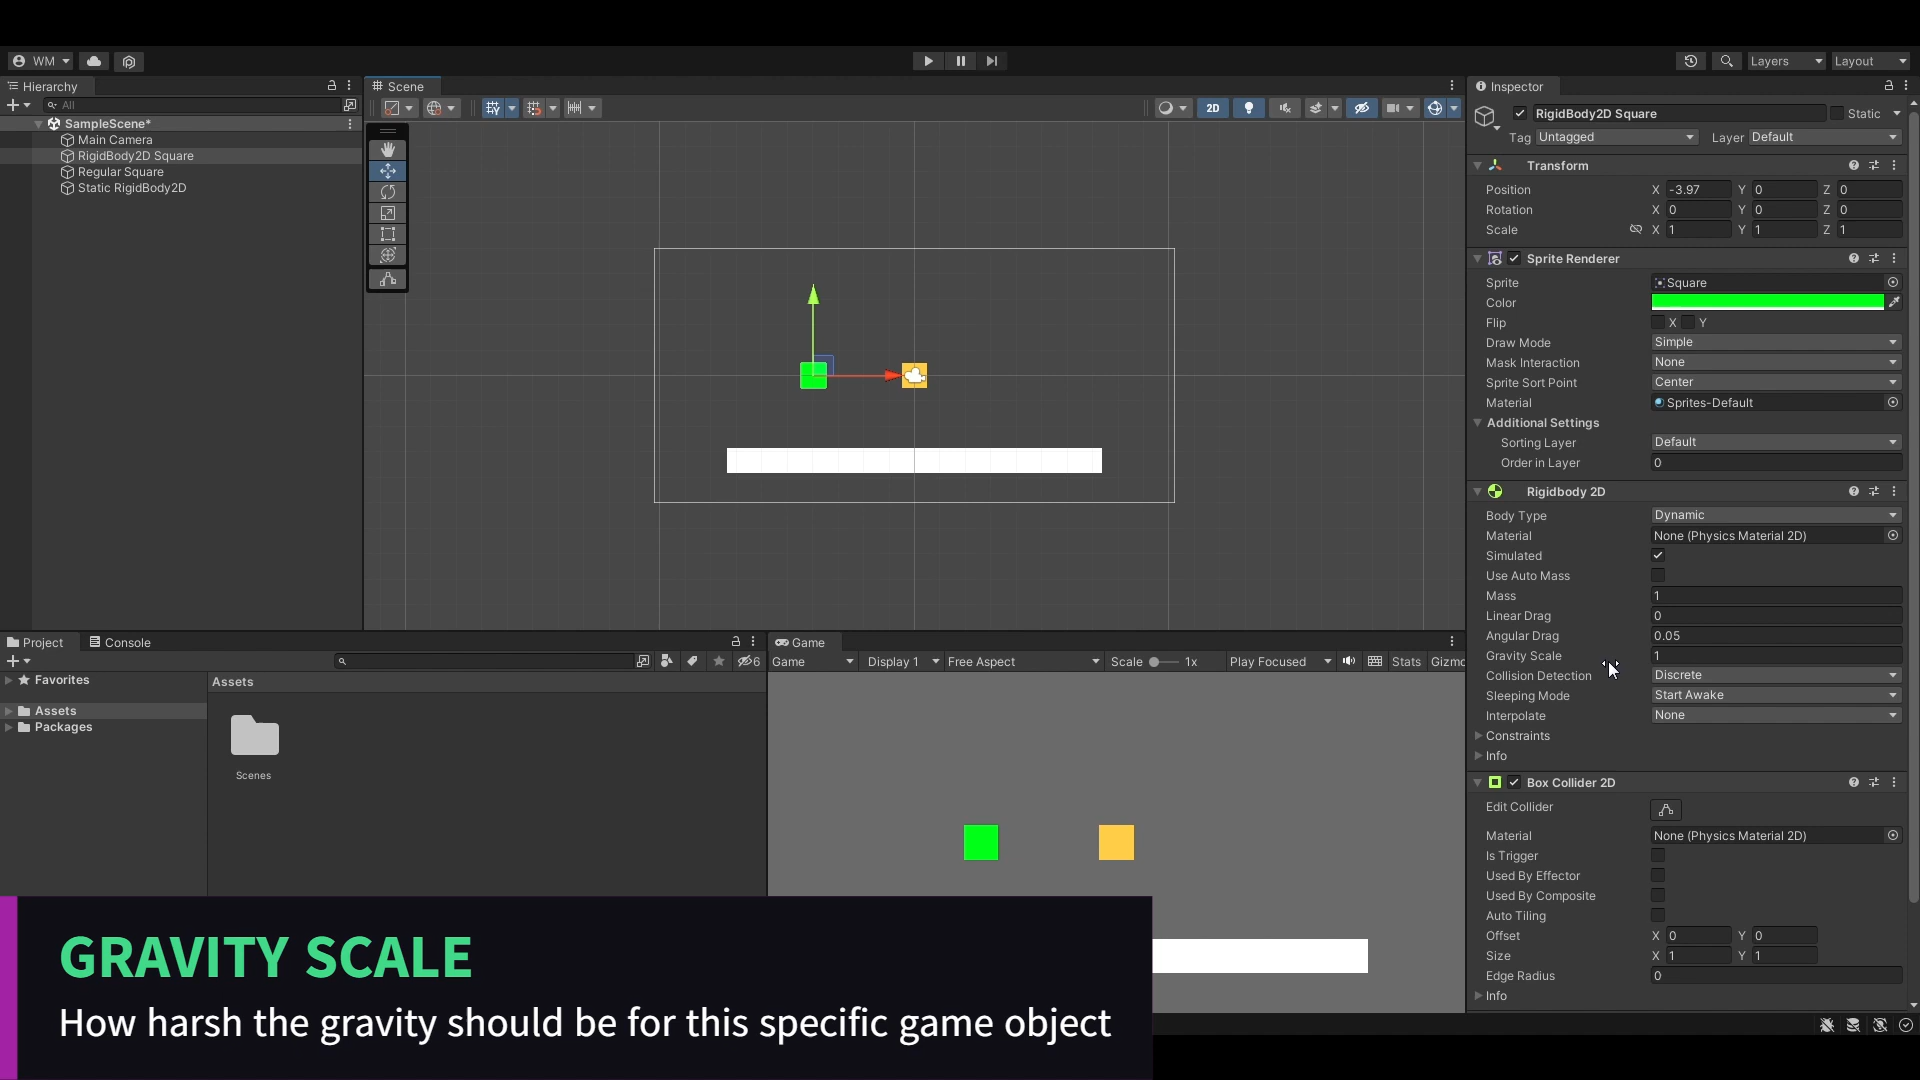 WM
Layers
Layout
Hierarchy
All
SampleScene*
Main Camera
RigidBody2D Square
Regular Square
Static RigidBody2D
Scene
2D
Inspector
RigidBody2D Square
Static
Tag Untagged Layer Default
Transform
Position X -3.97 Y 0 Z 0
Rotation X 0 Y 0 Z 0
Scale X 1 Y 1 Z 1
Sprite Renderer
Sprite Square
Color
Flip X Y
Draw Mode Simple
Mask Interaction None
Sprite Sort Point Center
Material Sprites-Default
Additional Settings
Sorting Layer Default
Order in Layer 0
Rigidbody 2D
Body Type Dynamic
Material None (Physics Material 2D)
Simulated
Use Auto Mass
Mass 1
Linear Drag 0
Angular Drag 0.05
Gravity Scale 1
Collision Detection Discrete
Sleeping Mode Start Awake
Interpolate None
Constraints
Info
Box Collider 2D
Edit Collider
Material None (Physics Material 2D)
Is Trigger
Used By Effector
Used By Composite
Auto Tiling
Offset X 0 Y 0
Size X 1 Y 1
Edge Radius 0
Info
Project Console
6
Favorites
Assets
Packages
Assets
Scenes
Game
Game Display 1 Free Aspect Scale 1x Play Focused Stats Gizmo
GRAVITY SCALE
How harsh the gravity should be for this specific game object